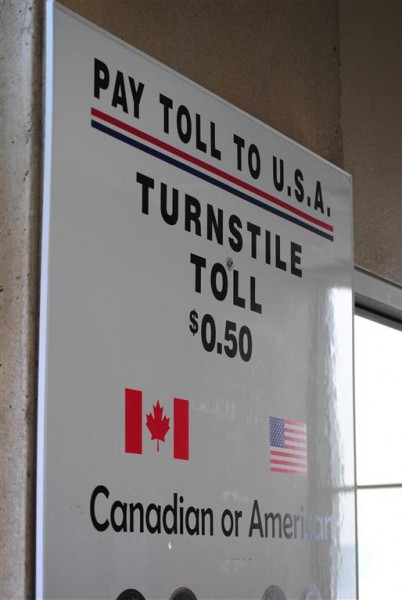 PAY TOLL TO U.S.A.
TURNSTILE
TOLL
$0.50
Canadian or American